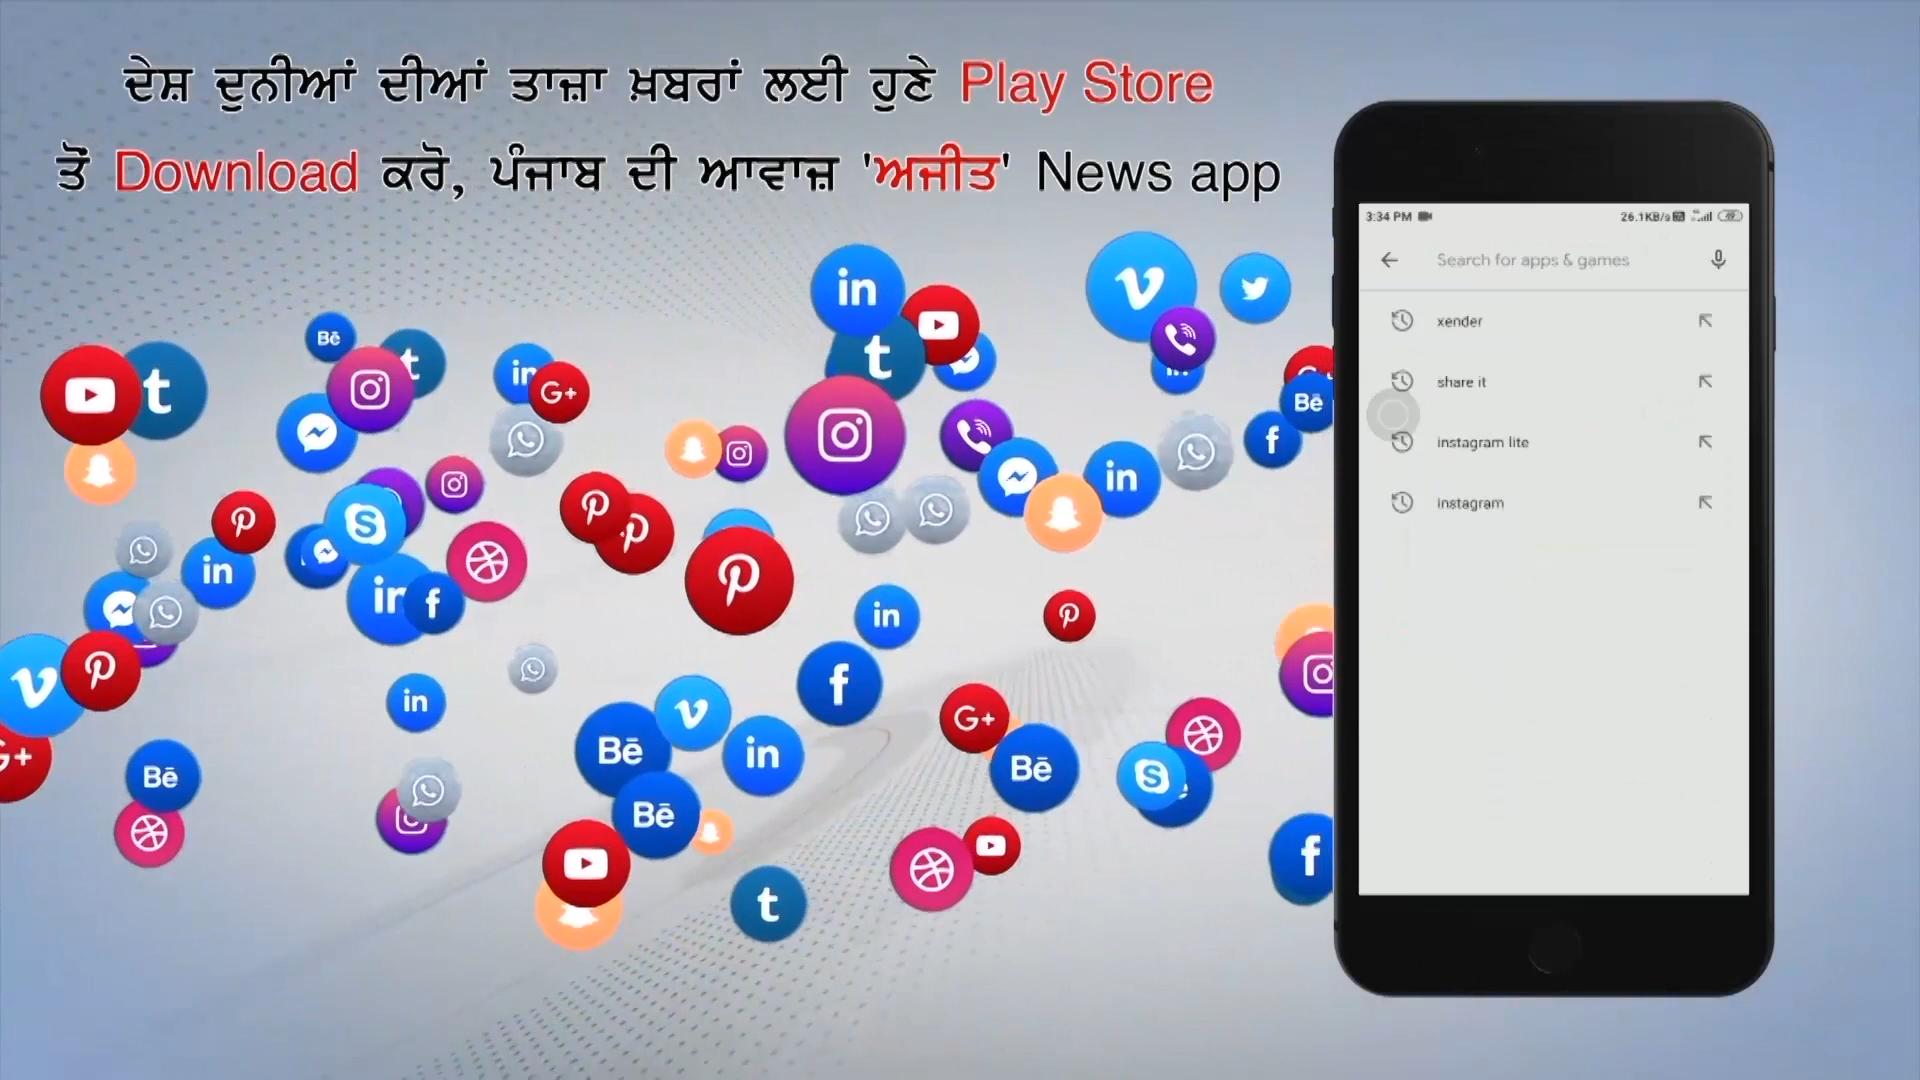 ਦੇਸ਼ ਦੁਨੀਆਂ ਦੀਆਂ ਤਾਜ਼ਾ ਖ਼ਬਰਾਂ ਲਈ ਹੁਣੇ Play Store
ਤੋਂ Download ਕਰੋ, ਪੰਜਾਬ ਦੀ ਆਵਾਜ਼ 'ਅਜੀਤ' News app
3:34 PM 26.1KB/s
Search for apps & games
xender
share it
instagram lite
instagram